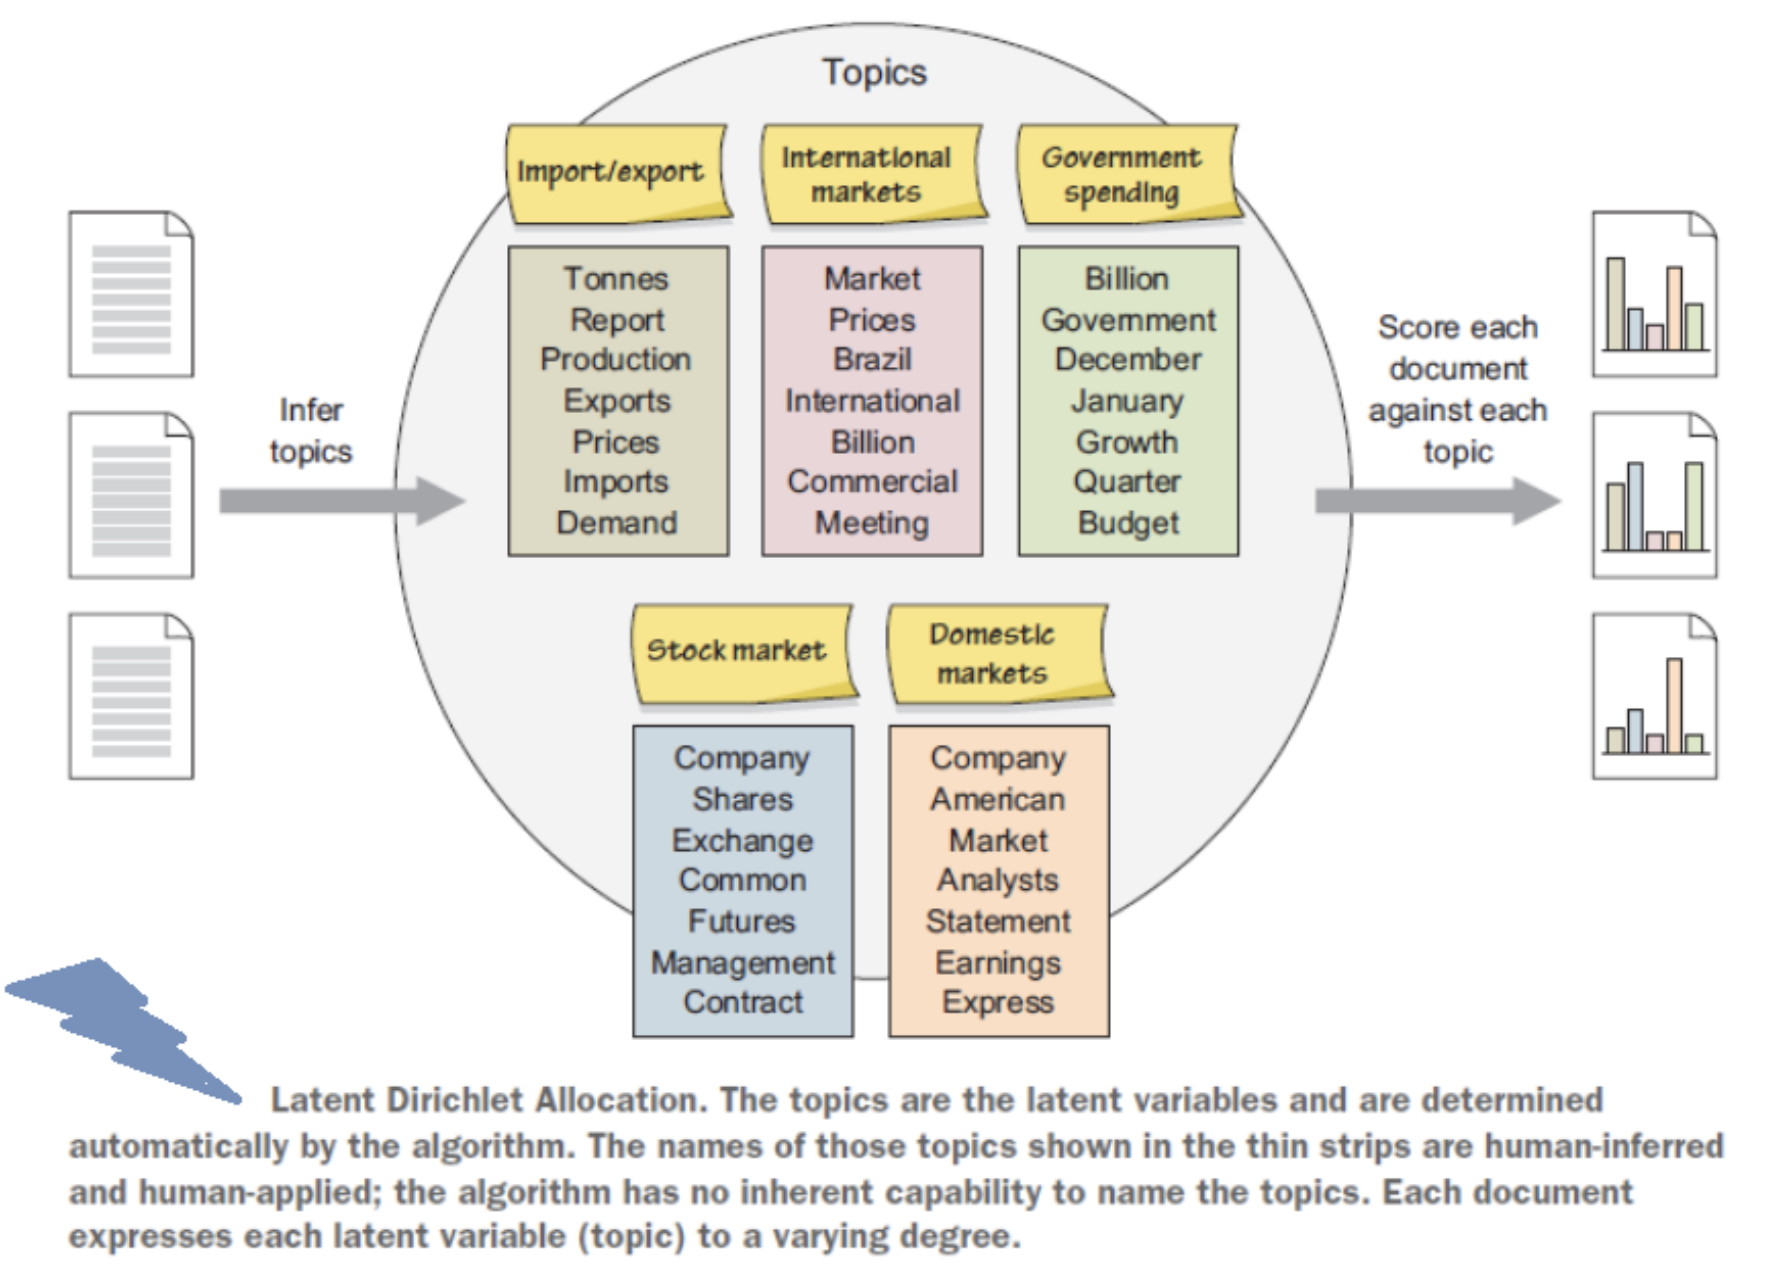 Topics
Import/export
International
markets
Government
spending
Tonnes
Report
Production
Exports
Prices
Imports
Demand
Market
Prices
Brazil
International
Billion
Commercial
Meeting
Billion
Government
December
January
Growth
Quarter
Budget
Infer
topics
Score each
document
against each
topic
Stock market
Domestic
markets
Company
Shares
Exchange
Common
Futures
Management
Contract
Company
American
Market
Analysts
Statement
Earnings
Express
Latent Dirichlet Allocation. The topics are the latent variables and are determined
automatically by the algorithm. The names of those topics shown in the thin strips are human-inferred
and human-applied; the algorithm has no inherent capability to name the topics. Each document
expresses each latent variable (topic) to a varying degree.